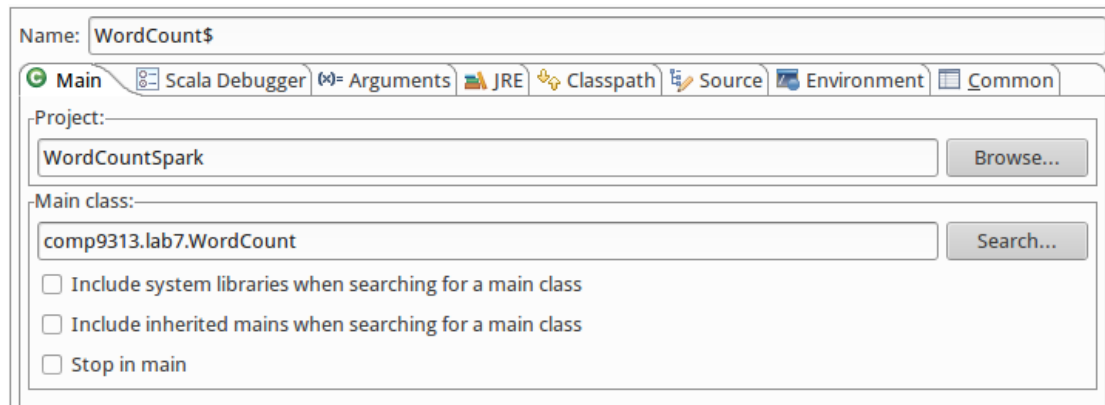 Name: WordCount$
Main Scala Debugger (x)= Arguments JRE Classpath Source Environment Common
Project:
WordCountSpark Browse...
Main class:
comp9313.lab7.WordCount Search...
Include system libraries when searching for a main class
Include inherited mains when searching for a main class
Stop in main